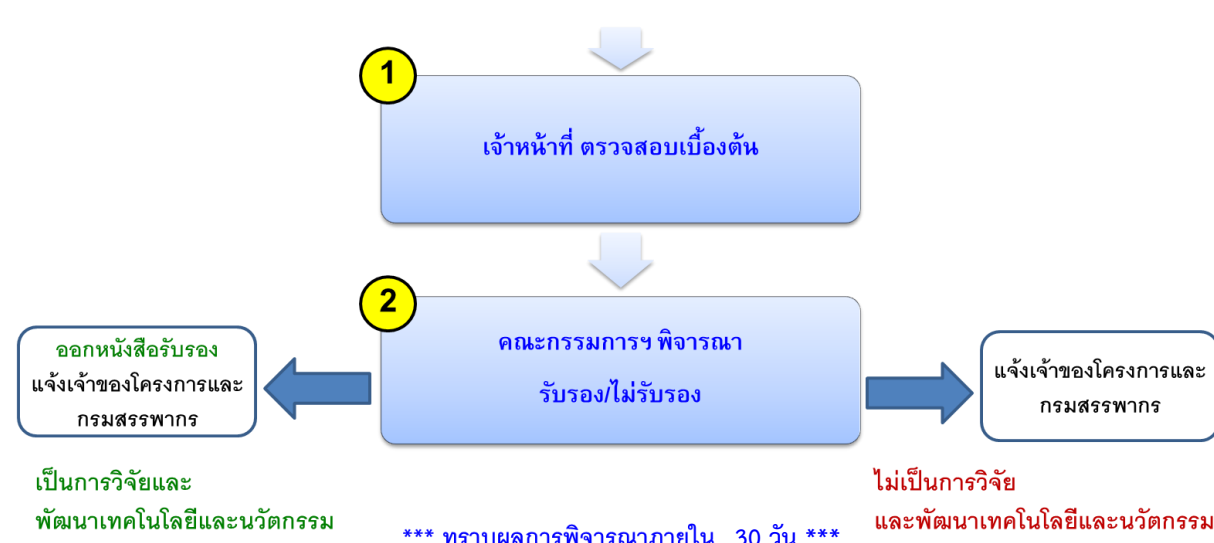 1
เจ้าหน้าที่ ตรวจสอบเบื้องต้น
2
คณะกรรมการฯ พิจารณา
รับรอง/ไม่รับรอง
ออกหนังสือรับรอง
แจ้งเจ้าของโครงการและ
กรมสรรพากร
แจ้งเจ้าของโครงการและ
กรมสรรพากร
เป็นการวิจัยและ
พัฒนาเทคโนโลยีและนวัตกรรม
ไม่เป็นการวิจัย
และพัฒนาเทคโนโลยีและนวัตกรรม
*** ทราบผลการพิจารณาภายใน 30 วัน ***